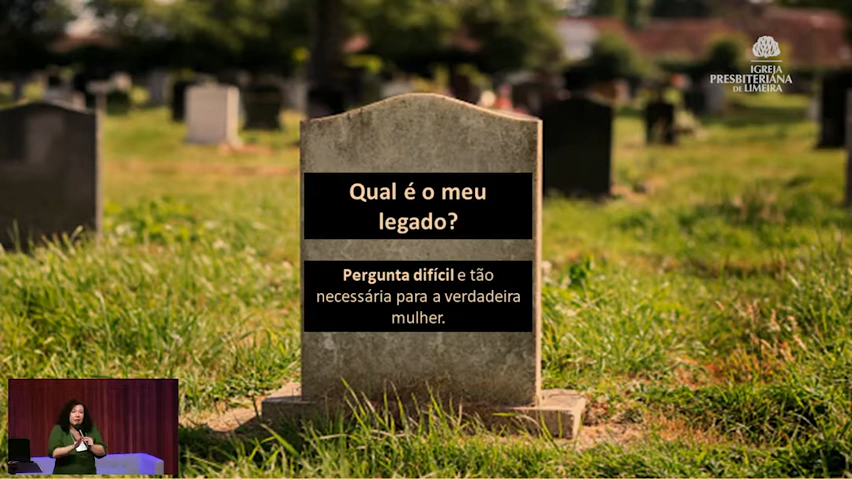 IGREJA
PRESBITERIANA
DE LIMEIRA
Qual é o meu
legado?
Pergunta difícil e tão
necessária para a verdadeira
mulher.